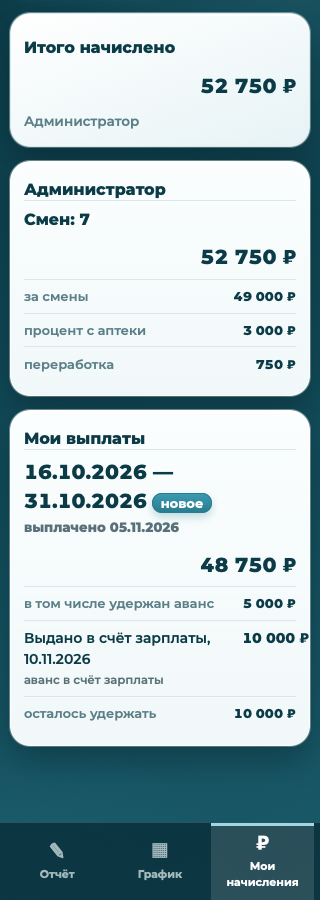 Итого начислено
52 750 ₽
Администратор
Администратор
Смен: 7
52 750 ₽
за смены 49 000 ₽
процент с аптеки 3 000 ₽
переработка 750 ₽
Мои выплаты
16.10.2026 —
31.10.2026 новое
выплачено 05.11.2026
48 750 ₽
в том числе удержан аванс 5 000 ₽
Выдано в счёт зарплаты, 10 000 ₽
10.11.2026
аванс в счёт зарплаты
осталось удержать 10 000 ₽
₽
Отчёт График Мои
начисления